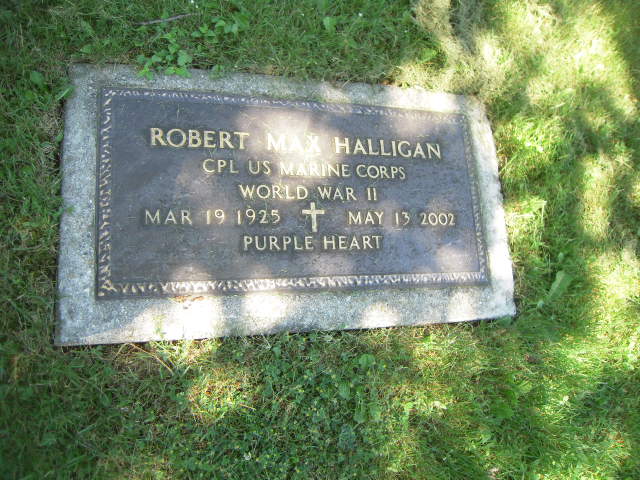 ROBERT MAX HALLIGAN
CPL US MARINE CORPS
WORLD WAR II
MAR 19 1925 MAY 13 2002
PURPLE HEART